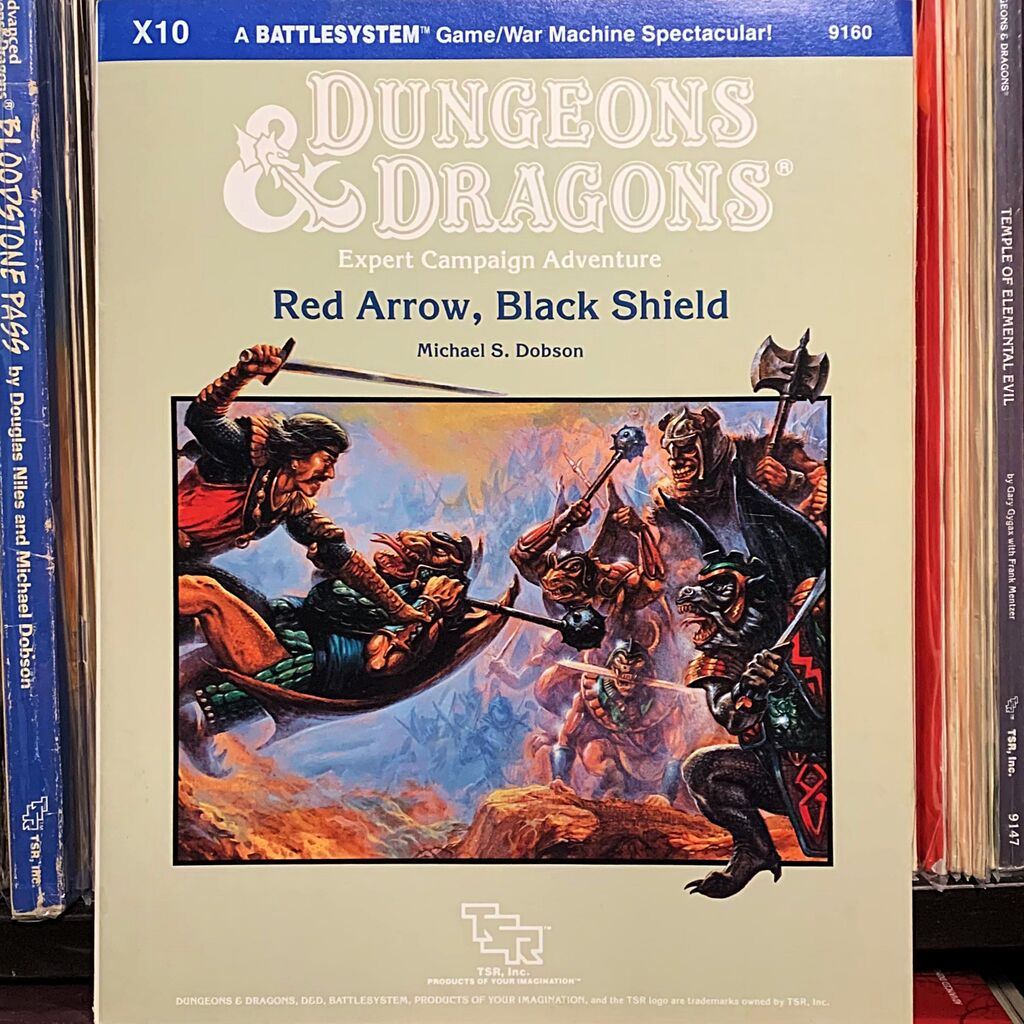 X10
A BATTLESYSTEM™ Game/War Machine Spectacular!
9160
DUNGEONS
& DRAGONS®
Expert Campaign Adventure
Red Arrow, Black Shield
Michael S. Dobson
TSR™
TSR, Inc.
PRODUCTS OF YOUR IMAGINATION™
DUNGEONS & DRAGONS, D&D, BATTLESYSTEM, PRODUCTS OF YOUR IMAGINATION, and the TSR logo are trademarks owned by TSR, Inc.
BLOODSTONE PASS by Douglas Niles and Michael Dobson
TSR, Inc.
& DRAGONS®
TEMPLE OF ELEMENTAL EVIL
by Gary Gygax with Frank Mentzer
TSR, Inc.
9147